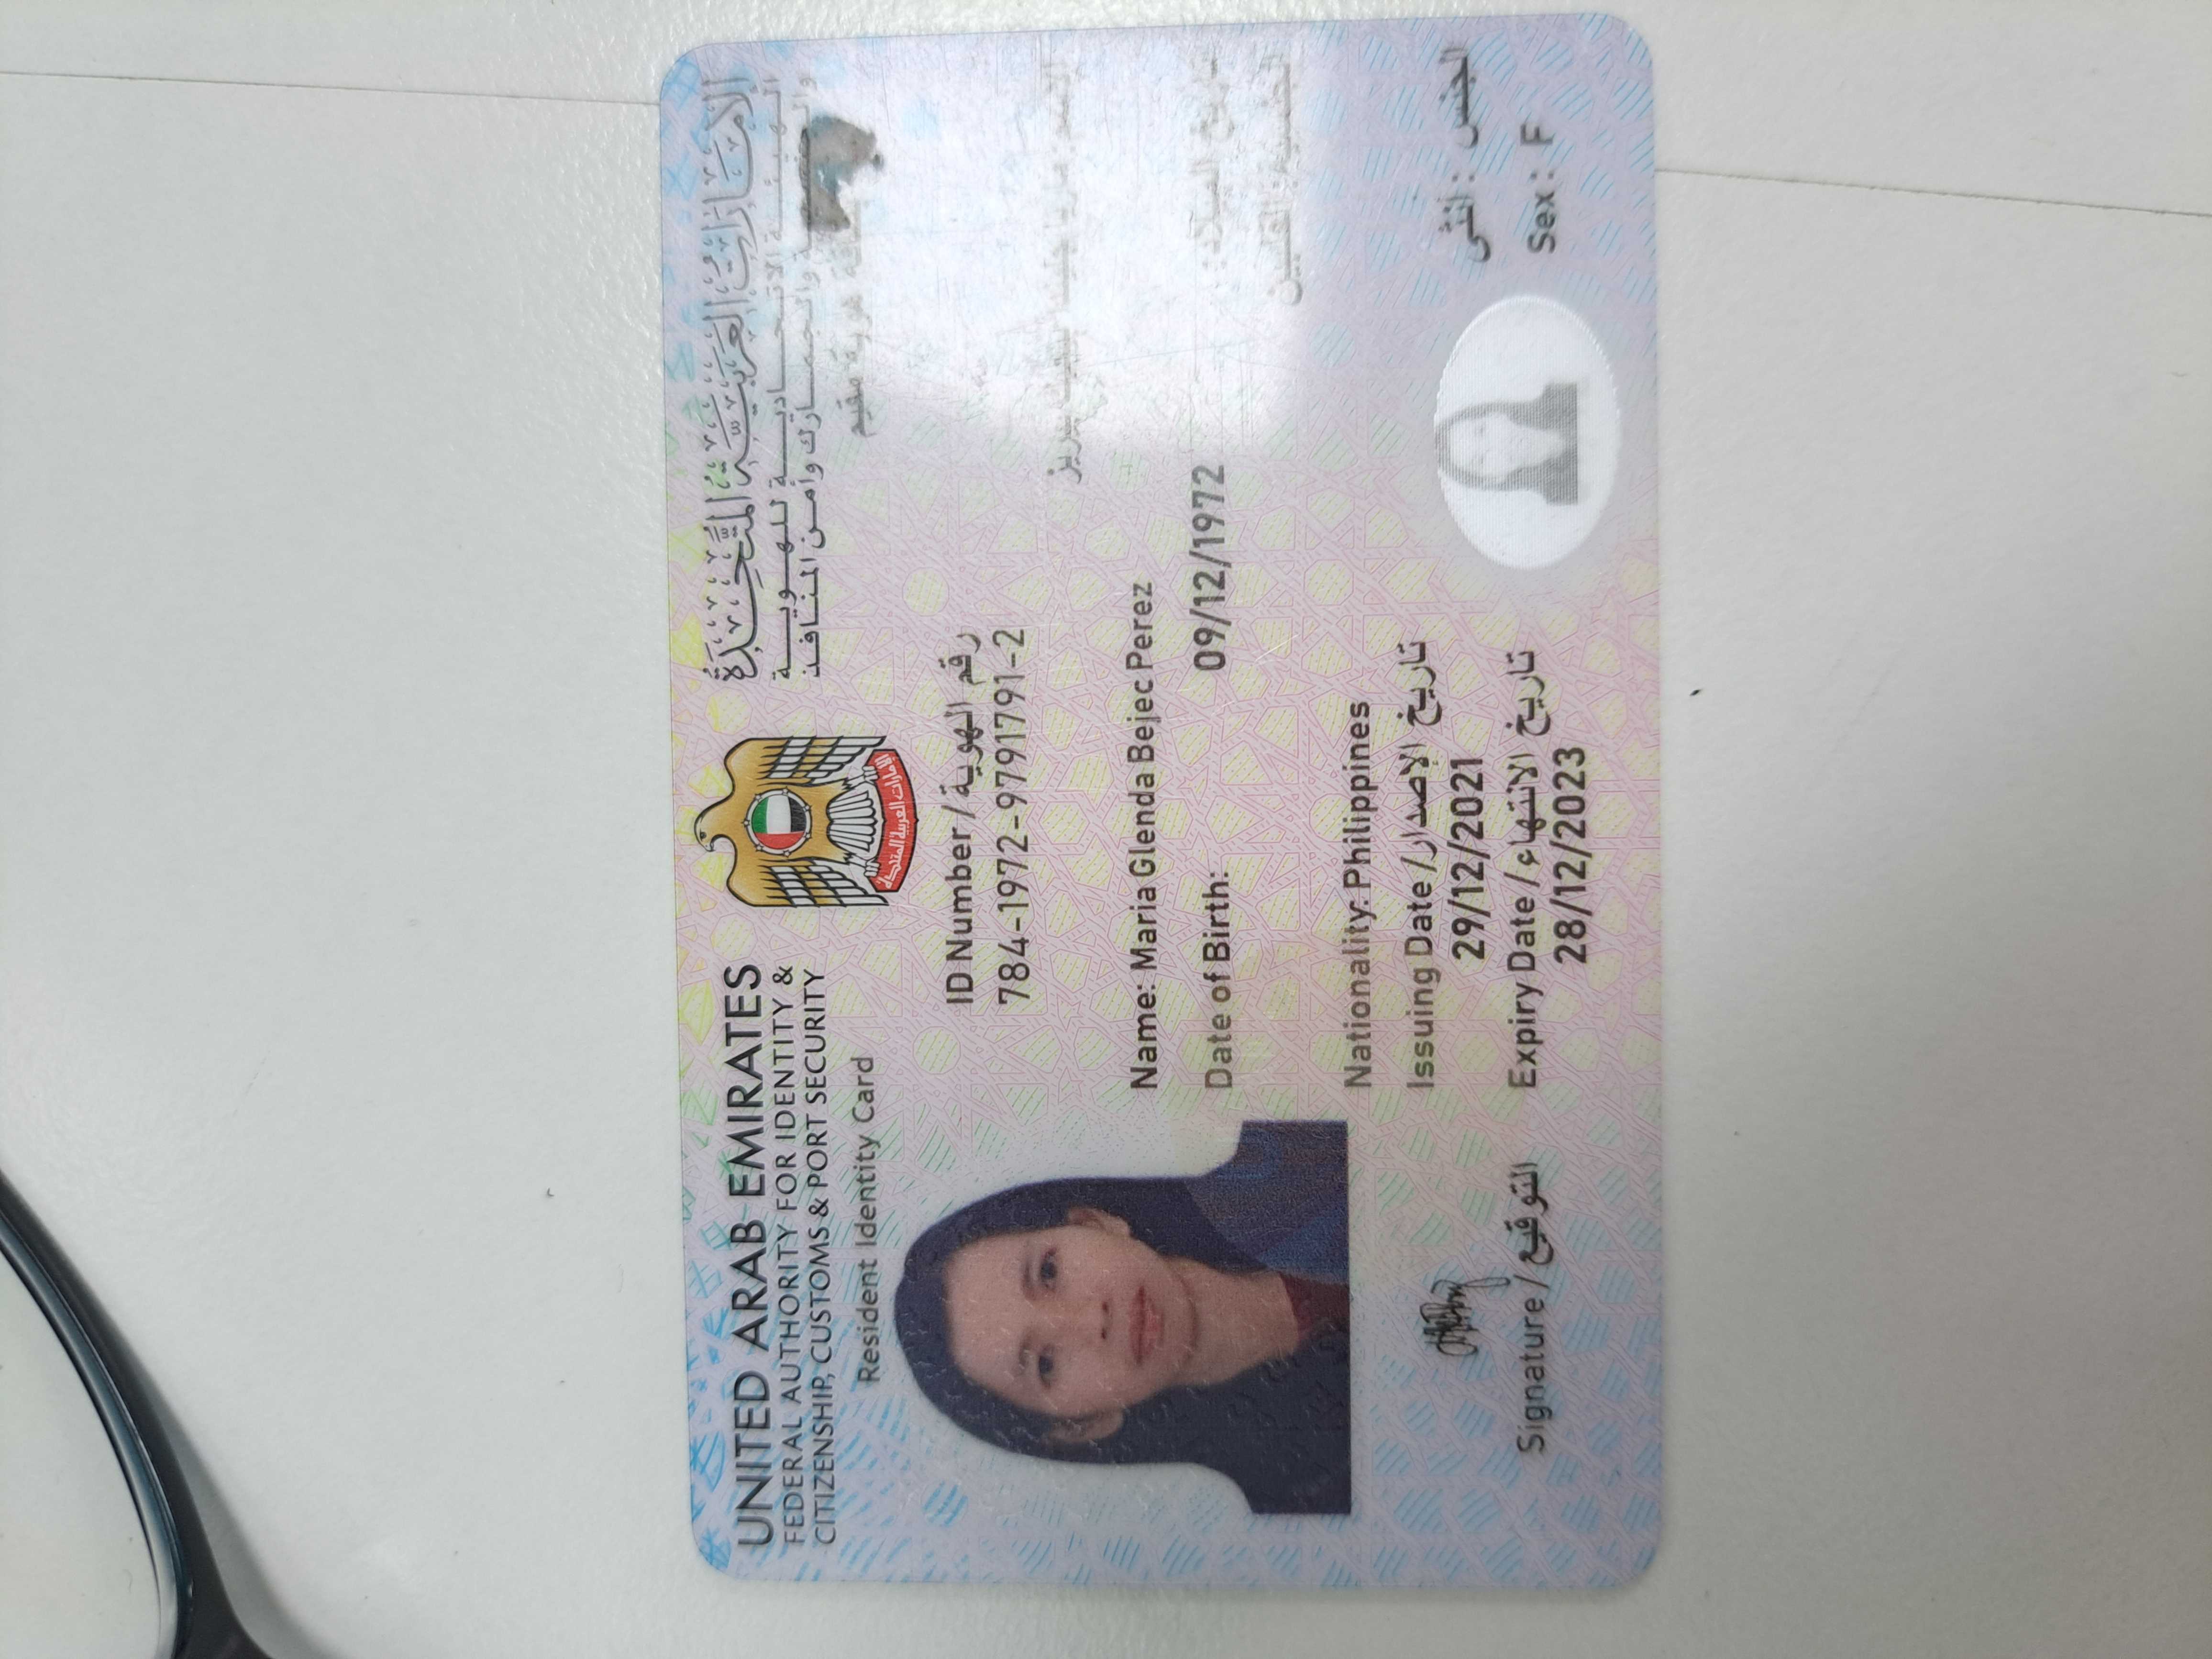 UNITED ARAB EMIRATES
FEDERAL AUTHORITY FOR IDENTITY &
CITIZENSHIP, CUSTOMS & PORT SECURITY
Resident Identity Card
الإمارات العربية المتحدة
الإمارات العربية المتحدة
الهيئة الاتحادية للهوية
والجنسية والجمارك وأمن المنافذ
بطاقة هوية مقيم
ID Number / رقم الهوية
784-1972-9791791-2
الاسم: ماريا جليندا بيريز
Name: Maria Glenda Bejec Perez
Date of Birth: 09/12/1972 تاريخ الميلاد:
الجنسية: الفلبين
Nationality: Philippines
Issuing Date / تاريخ الإصدار
29/12/2021
Expiry Date / تاريخ الانتهاء
28/12/2023
Signature / التوقيع
الجنس : أنثى
Sex : F